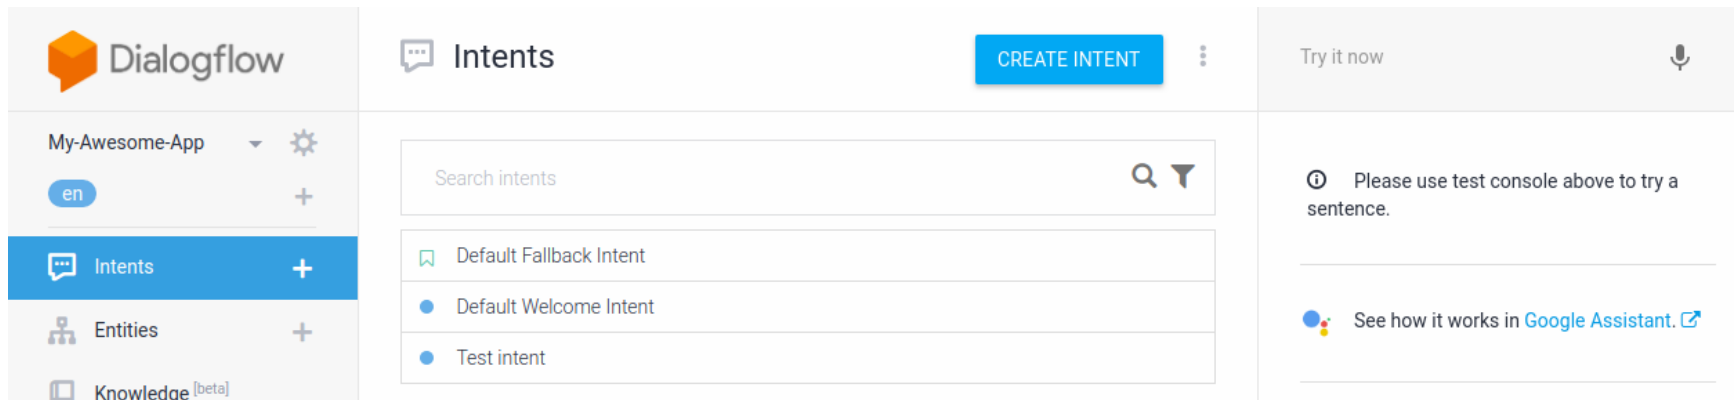 Dialogflow
My-Awesome-App
en
Intents
Entities
Knowledge [beta]
Intents
CREATE INTENT
Search intents
Default Fallback Intent
Default Welcome Intent
Test intent
Try it now
Please use test console above to try a
sentence.
See how it works in Google Assistant.